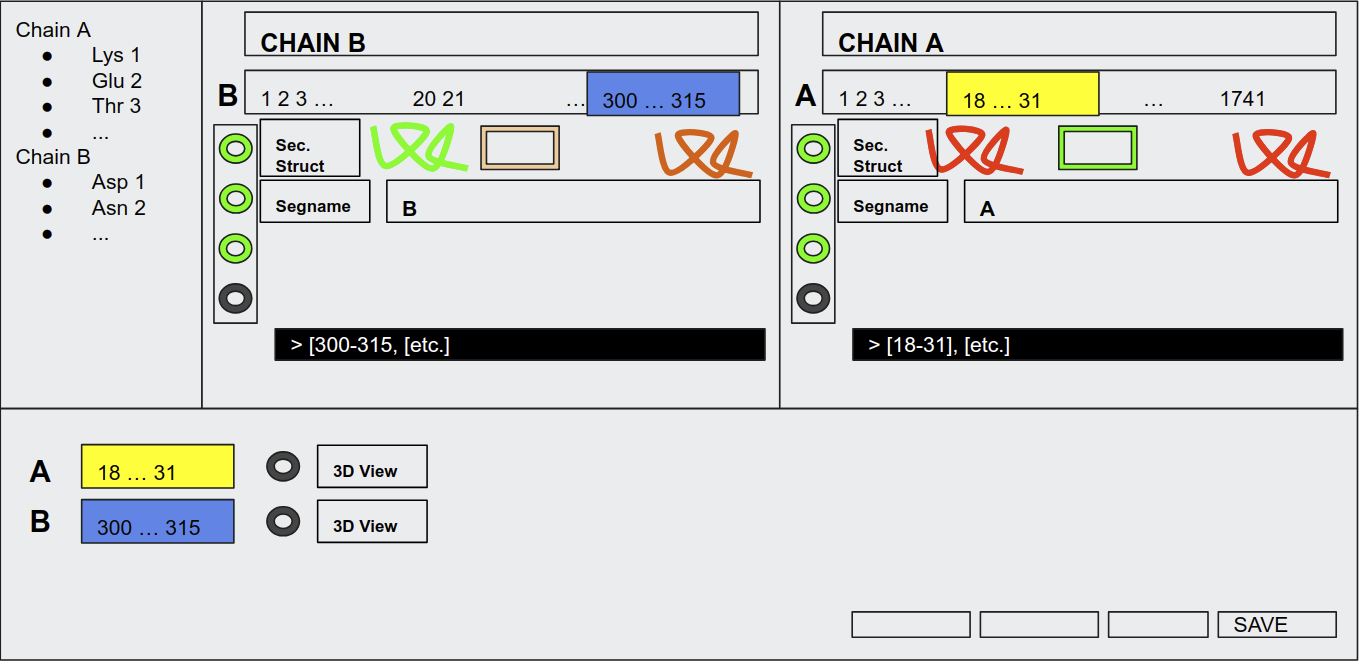 Chain A
● Lys 1
● Glu 2
● Thr 3
● ...
Chain B
● Asp 1
● Asn 2
● ...
CHAIN B
B 1 2 3 … 20 21 … 300 … 315
Sec.
Struct
Segname B
> [300-315, [etc.]
CHAIN A
A 1 2 3 … 18 … 31 … 1741
Sec.
Struct
Segname A
> [18-31], [etc.]
A 18 … 31 3D View
B 300 … 315 3D View
SAVE